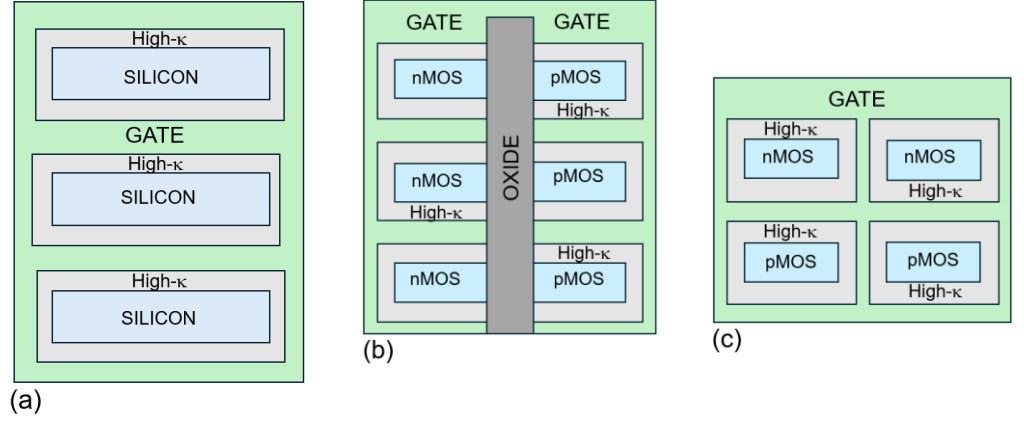 High-κ
SILICON
GATE
High-κ
SILICON
High-κ
SILICON
(a)
GATE GATE
nMOS pMOS
High-κ
OXIDE
nMOS pMOS
High-κ
High-κ
nMOS pMOS
(b)
GATE
High-κ
nMOS nMOS
High-κ
High-κ
pMOS pMOS
High-κ
(c)